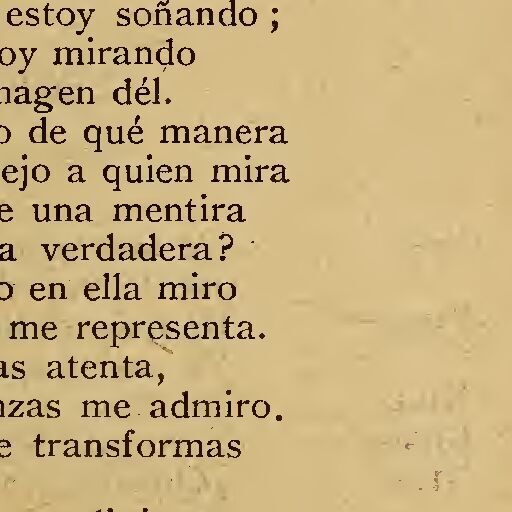 estoy soñando ;
oy mirando
magen dél.
o de qué manera
ejo a quien mira
e una mentira
a verdadera?
o en ella miro
me representa.
as atenta,
nzas me admiro.
e transformas